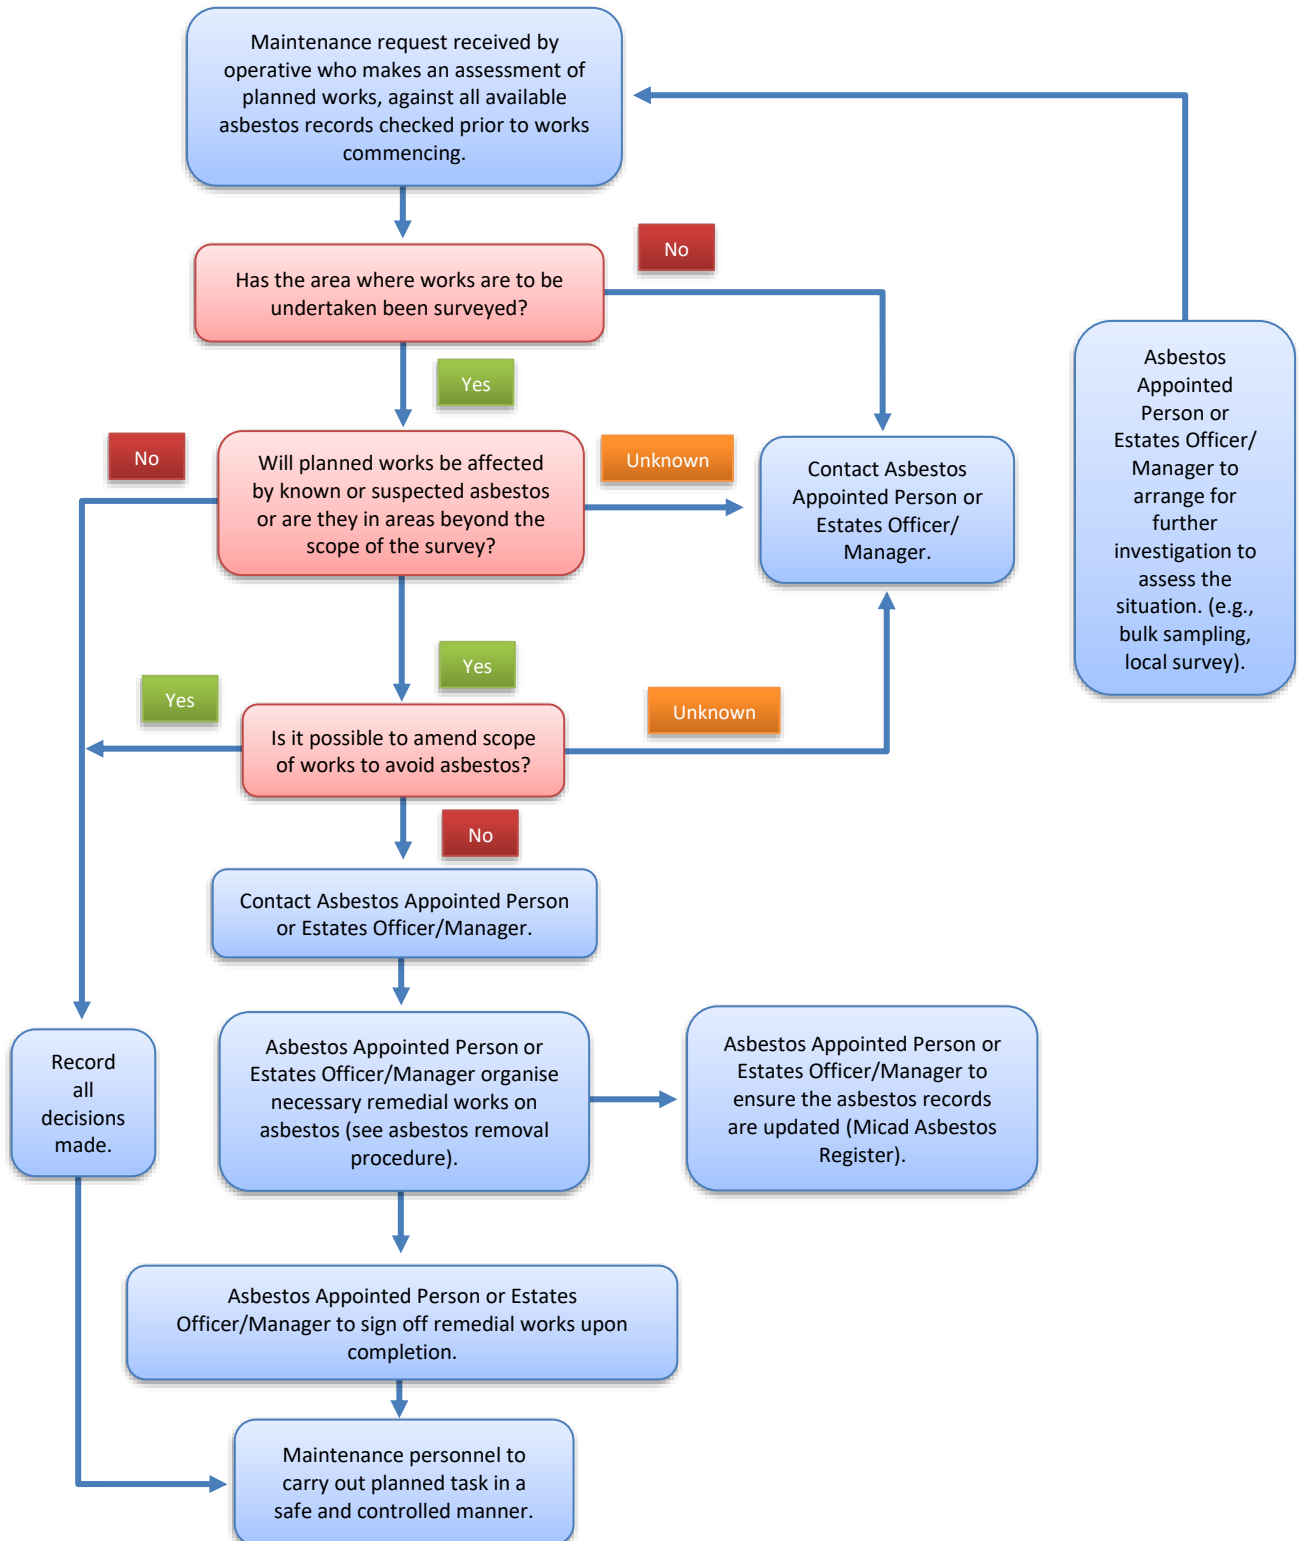 Maintenance request received by
operative who makes an assessment of
planned works, against all available
asbestos records checked prior to works
commencing.
No
Has the area where works are to be
undertaken been surveyed?
Yes
No
Will planned works be affected
by known or suspected asbestos
or are they in areas beyond the
scope of the survey?
Unknown
Contact Asbestos
Appointed Person or
Estates Officer/
Manager.
Asbestos
Appointed
Person or
Estates Officer/
Manager to
arrange for
further
investigation to
assess the
situation. (e.g.,
bulk sampling,
local survey).
Yes
Yes
Is it possible to amend scope
of works to avoid asbestos?
Unknown
No
Contact Asbestos Appointed Person
or Estates Officer/Manager.
Record
all
decisions
made.
Asbestos Appointed Person or
Estates Officer/Manager organise
necessary remedial works on
asbestos (see asbestos removal
procedure).
Asbestos Appointed Person or
Estates Officer/Manager to
ensure the asbestos records
are updated (Micad Asbestos
Register).
Asbestos Appointed Person or Estates
Officer/Manager to sign off remedial works upon
completion.
Maintenance personnel to
carry out planned task in a
safe and controlled manner.